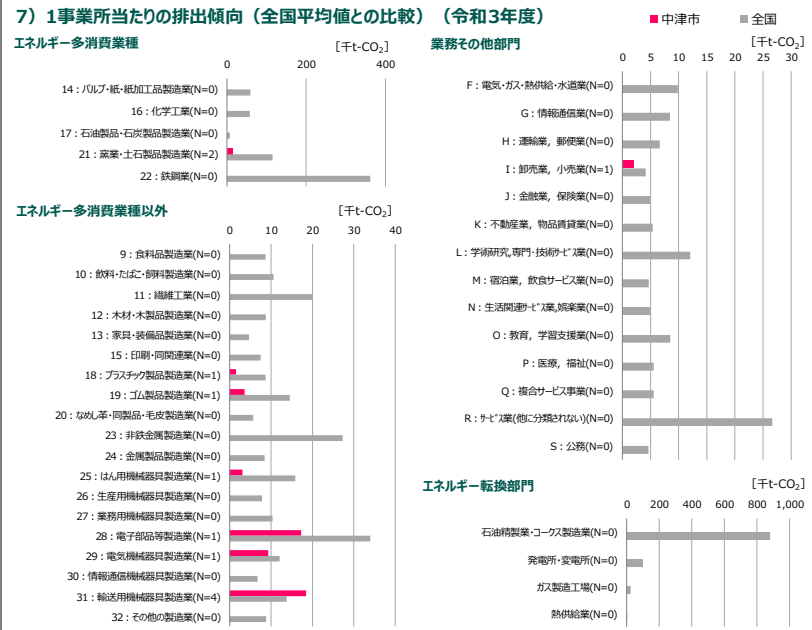 7）1事業所当たりの排出傾向（全国平均値との比較）（令和3年度）
■中津市 ■全国
エネルギー多消費業種
[千t-CO₂]
0 200 400
14：パルプ・紙・紙加工品製造業(N=0)
16：化学工業(N=0)
17：石油製品・石炭製品製造業(N=0)
21：窯業・土石製品製造業(N=2)
22：鉄鋼業(N=0)
エネルギー多消費業種以外
[千t-CO₂]
0 10 20 30 40
9：食料品製造業(N=0)
10：飲料・たばこ・飼料製造業(N=0)
11：繊維工業(N=0)
12：木材・木製品製造業(N=0)
13：家具・装備品製造業(N=0)
15：印刷・同関連業(N=0)
18：プラスチック製品製造業(N=1)
19：ゴム製品製造業(N=1)
20：なめし革・同製品・毛皮製造業(N=0)
23：非鉄金属製造業(N=0)
24：金属製品製造業(N=0)
25：はん用機械器具製造業(N=1)
26：生産用機械器具製造業(N=0)
27：業務用機械器具製造業(N=0)
28：電子部品等製造業(N=1)
29：電気機械器具製造業(N=1)
30：情報通信機械器具製造業(N=0)
31：輸送用機械器具製造業(N=4)
32：その他の製造業(N=0)
業務その他部門
[千t-CO₂]
0 5 10 15 20 25 30
F：電気・ガス・熱供給・水道業(N=0)
G：情報通信業(N=0)
H：運輸業，郵便業(N=0)
I：卸売業，小売業(N=1)
J：金融業，保険業(N=0)
K：不動産業，物品賃貸業(N=0)
L：学術研究,専門・技術サービス業(N=0)
M：宿泊業，飲食サービス業(N=0)
N：生活関連サービス業,娯楽業(N=0)
O：教育，学習支援業(N=0)
P：医療，福祉(N=0)
Q：複合サービス事業(N=0)
R：サービス業(他に分類されない)(N=0)
S：公務(N=0)
エネルギー転換部門
[千t-CO₂]
0 200 400 600 800 1,000
石油精製業・コークス製造業(N=0)
発電所・変電所(N=0)
ガス製造工場(N=0)
熱供給業(N=0)